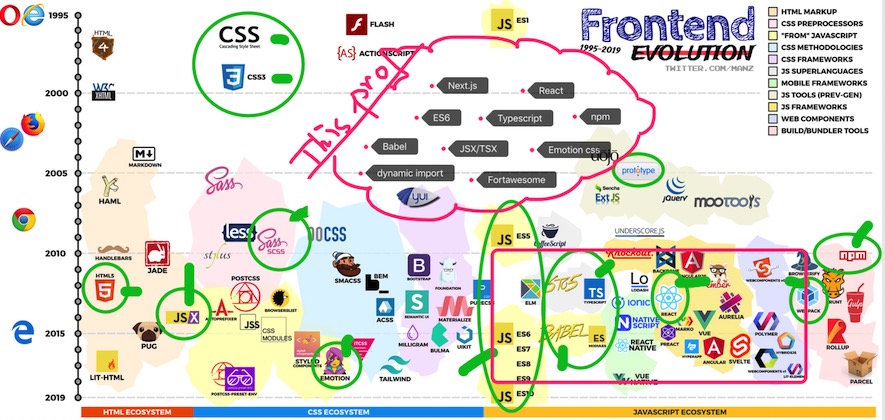 1995
2000
2005
2010
2015
2019
Frontend
1995-2019
EVOLUTION
TWITTER.COM/MANZ
HTML MARKUP
CSS PREPROCESSORS
"FROM" JAVASCRIPT
CSS METHODOLOGIES
CSS FRAMEWORKS
JS SUPERLANGUAGES
MOBILE FRAMEWORKS
JS TOOLS (PREV-GEN)
JS FRAMEWORKS
WEB COMPONENTS
BUILD/BUNDLER TOOLS
HTML
4
W3C
XHTML
MARKDOWN
HAML
HANDLEBARS
JADE
HTML5
5
JSX
PUG
LIT-HTML
CSS
Cascading Style Sheet
3
CSS3
FLASH
{AS} ACTIONSCRIPT
JS ES1
This proj
Next.js
React
ES6
Typescript
npm
Babel
JSX/TSX
Emotion css
dynamic import
Fortawesome
Sass
{less}
Sass
SCSS
stylus
POSTCSS
AUTOPREFIXER
BROWSERSLIST
JSS
CSS
MODULES
STYLED
COMPONENTS
EMOTION
POSTCSS-PRESET-ENV
OOCSS
SMACSS
BEM
ACSS
TAILWIND
YUI
BOOTSTRAP
FOUNDATION
SEMANTIC UI
MATERIALIZE
MILLIGRAM
BULMA
UIKIT
PURECSS
JS ES5
JS ES6
ES7
ES8
ES9
JS ES10
CoffeeScript
ELM
TypeScript
BABEL
ES
MODULES
dojo
prototype
Sencha
Ext JS
jQuery
MOOTOOLS
UNDERSCORE.JS
Knockout.
BACKBONE
ANGULARJS
ember
Lo
LODASH
IONIC
NATIVE
SCRIPT
REACT
NATIVE
VUE
NATIVE
REACT
MARKO
VUE
AURELIA
PREACT
HYPERAPP
ANGULAR
SVELTE
WEBCOMPONENTS
POLYMER
HYBRIDS
WEBCOMPONENTS
LIT-ELEMENT
npm
BROWSERIFY
GRUNT
gulp
WEBPACK
ROLLUP
PARCEL
HTML ECOSYSTEM
CSS ECOSYSTEM
JAVASCRIPT ECOSYSTEM